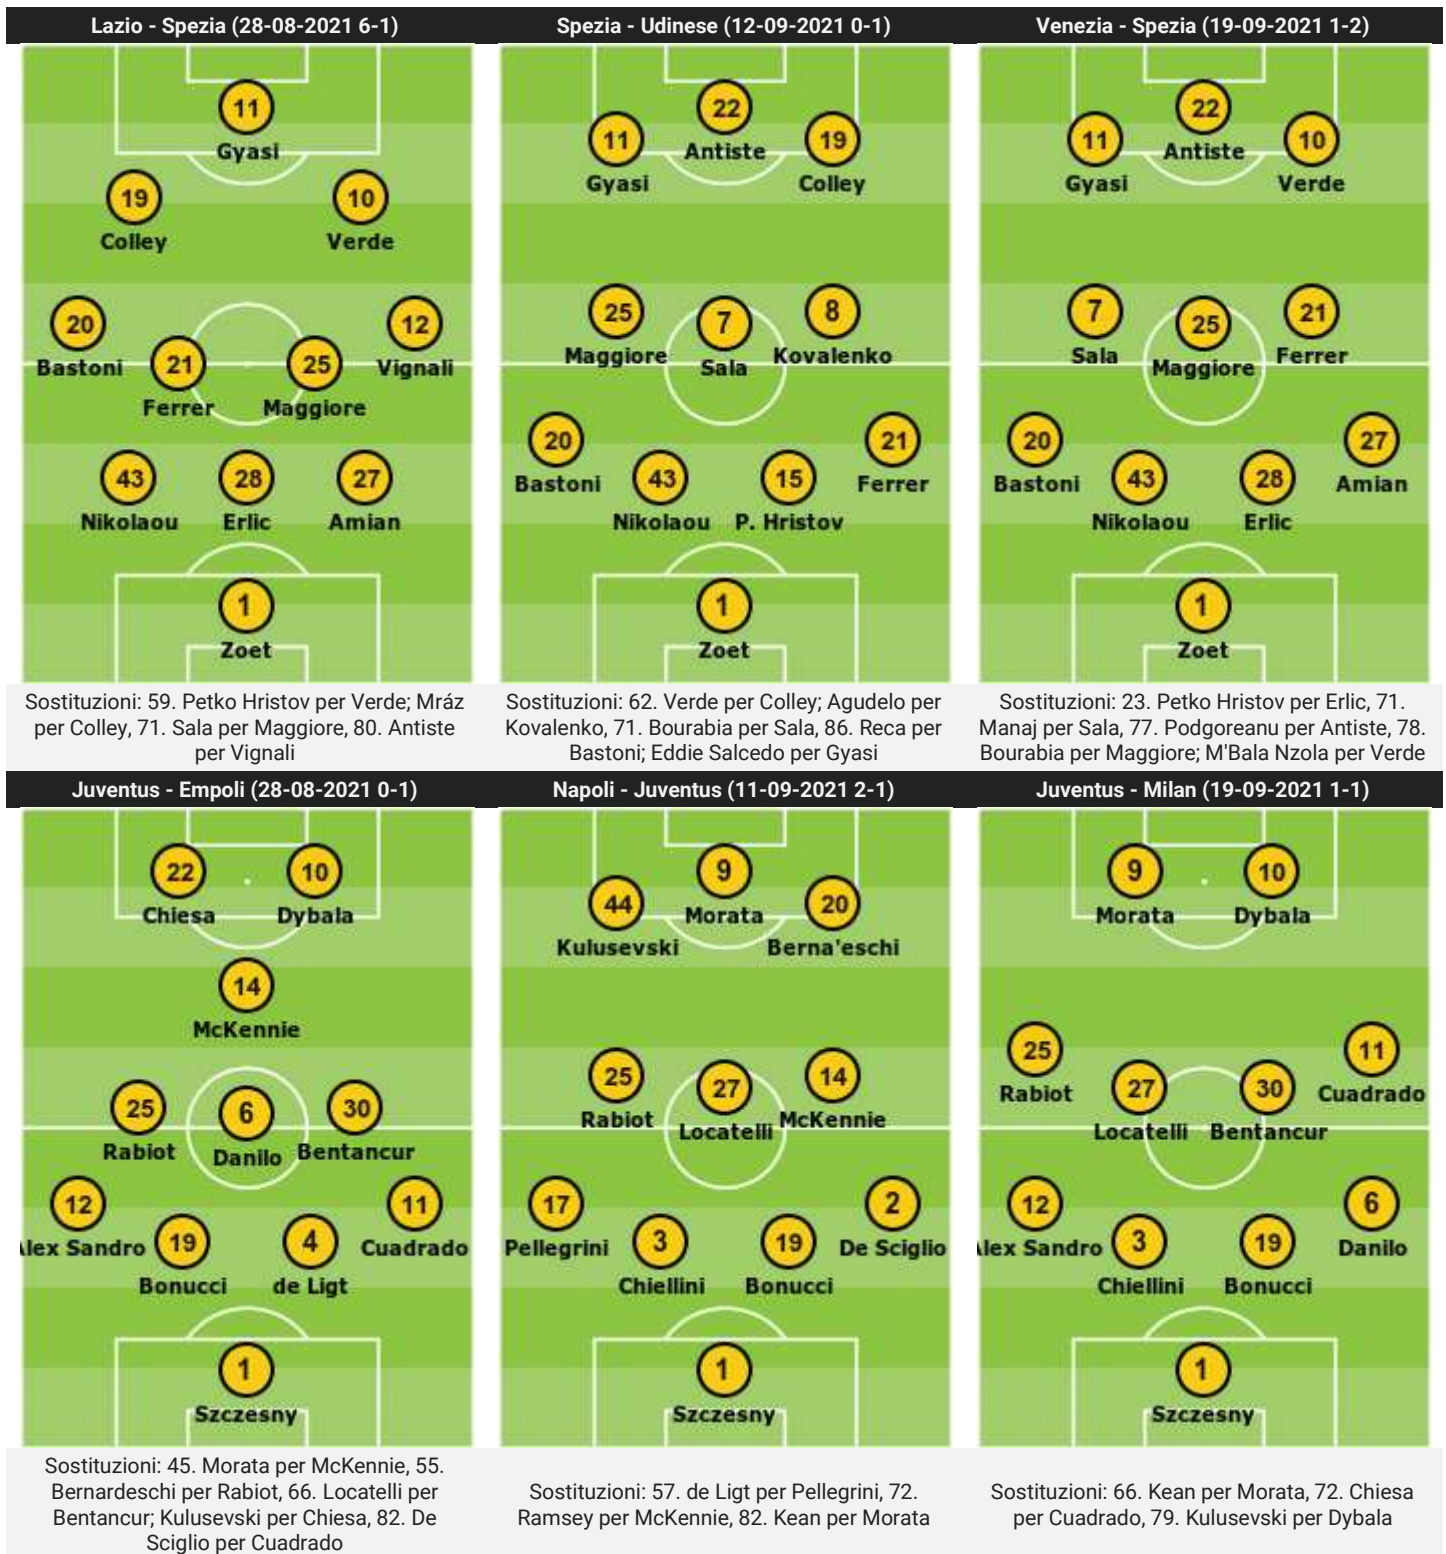 Lazio - Spezia (28-08-2021 6-1)
11
Gyasi
19
10
Colley
Verde
20
12
Bastoni
21
25
Vignali
Ferrer
Maggiore
43
28
27
Nikolaou
Erlic
Amian
1
Zoet
Sostituzioni: 59. Petko Hristov per Verde; Mráz
per Colley, 71. Sala per Maggiore, 80. Antiste
per Vignali
Spezia - Udinese (12-09-2021 0-1)
22
11
19
Antiste
Gyasi
Colley
25
7
8
Maggiore
Sala
Kovalenko
20
21
Bastoni
43
15
Ferrer
Nikolaou
P. Hristov
1
Zoet
Sostituzioni: 62. Verde per Colley; Agudelo per
Kovalenko, 71. Bourabia per Sala, 86. Reca per
Bastoni; Eddie Salcedo per Gyasi
Venezia - Spezia (19-09-2021 1-2)
22
11
10
Antiste
Gyasi
Verde
7
25
21
Sala
Maggiore
Ferrer
20
27
Bastoni
43
28
Amian
Nikolaou
Erlic
1
Zoet
Sostituzioni: 23. Petko Hristov per Erlic, 71.
Manaj per Sala, 77. Podgoreanu per Antiste, 78.
Bourabia per Maggiore; M'Bala Nzola per Verde
Juventus - Empoli (28-08-2021 0-1)
22
10
Chiesa
Dybala
14
McKennie
25
6
30
Rabiot
Danilo
Bentancur
12
11
lex Sandro
19
4
Cuadrado
Bonucci
de Ligt
1
Szczesny
Sostituzioni: 45. Morata per McKennie, 55.
Bernardeschi per Rabiot, 66. Locatelli per
Bentancur; Kulusevski per Chiesa, 82. De
Sciglio per Cuadrado
Napoli - Juventus (11-09-2021 2-1)
9
44
20
Morata
Kulusevski
Berna'eschi
25
27
14
Rabiot
Locatelli
McKennie
17
2
Pellegrini
3
19
De Sciglio
Chiellini
Bonucci
1
Szczesny
Sostituzioni: 57. de Ligt per Pellegrini, 72.
Ramsey per McKennie, 82. Kean per Morata
Juventus - Milan (19-09-2021 1-1)
9
10
Morata
Dybala
25
11
Rabiot
27
30
Cuadrado
Locatelli
Bentancur
12
6
lex Sandro
3
19
Danilo
Chiellini
Bonucci
1
Szczesny
Sostituzioni: 66. Kean per Morata, 72. Chiesa
per Cuadrado, 79. Kulusevski per Dybala